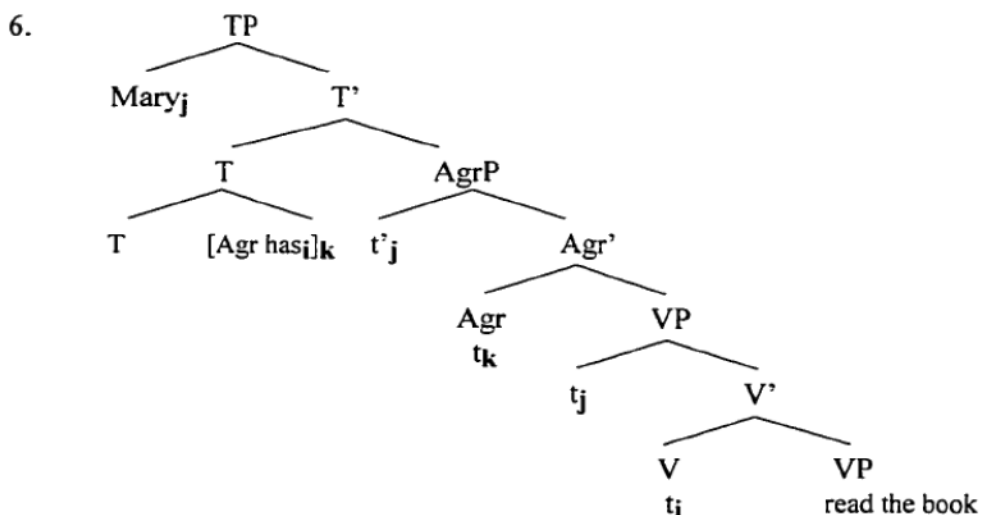 6. TP
Maryj T’
T AgrP
T [Agr hasi]k t’j Agr’
Agr VP
tk
tj V’
V VP
ti read the book